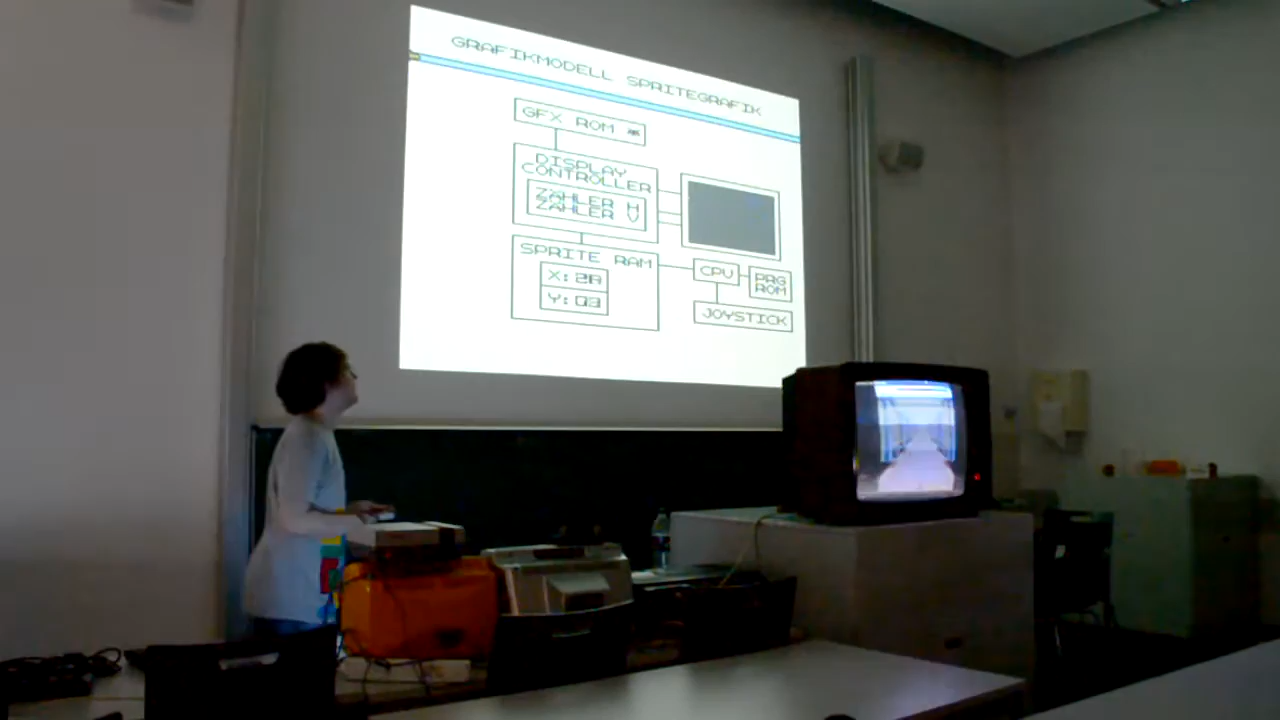 GRAFIKMODELL SPRITEGRAFIK
GFX ROM
DISPLAY
CONTROLLER
ZÄHLER H
ZÄHLER V
SPRITE RAM
X: 2A
Y: 03
CPU
PRG
ROM
JOYSTICK